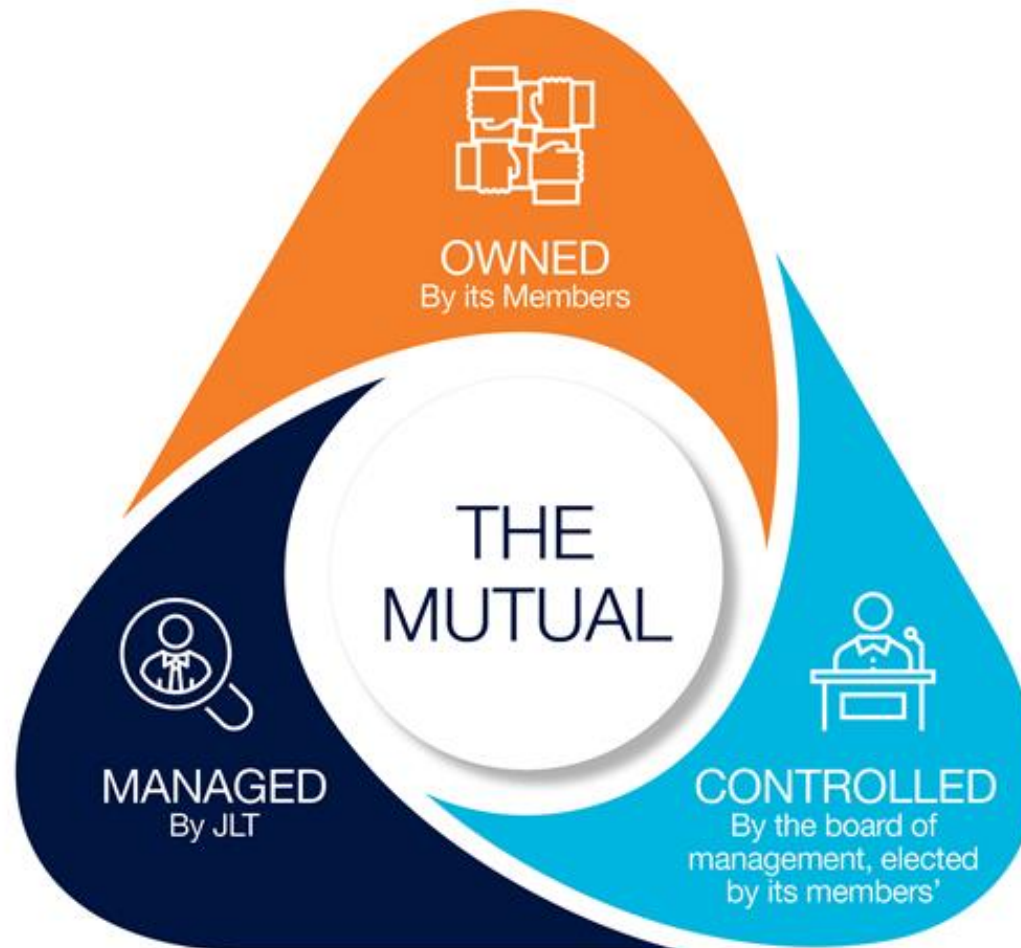 OWNED
By its Members
THE
MUTUAL
MANAGED
By JLT
CONTROLLED
By the board of
management, elected
by its members’